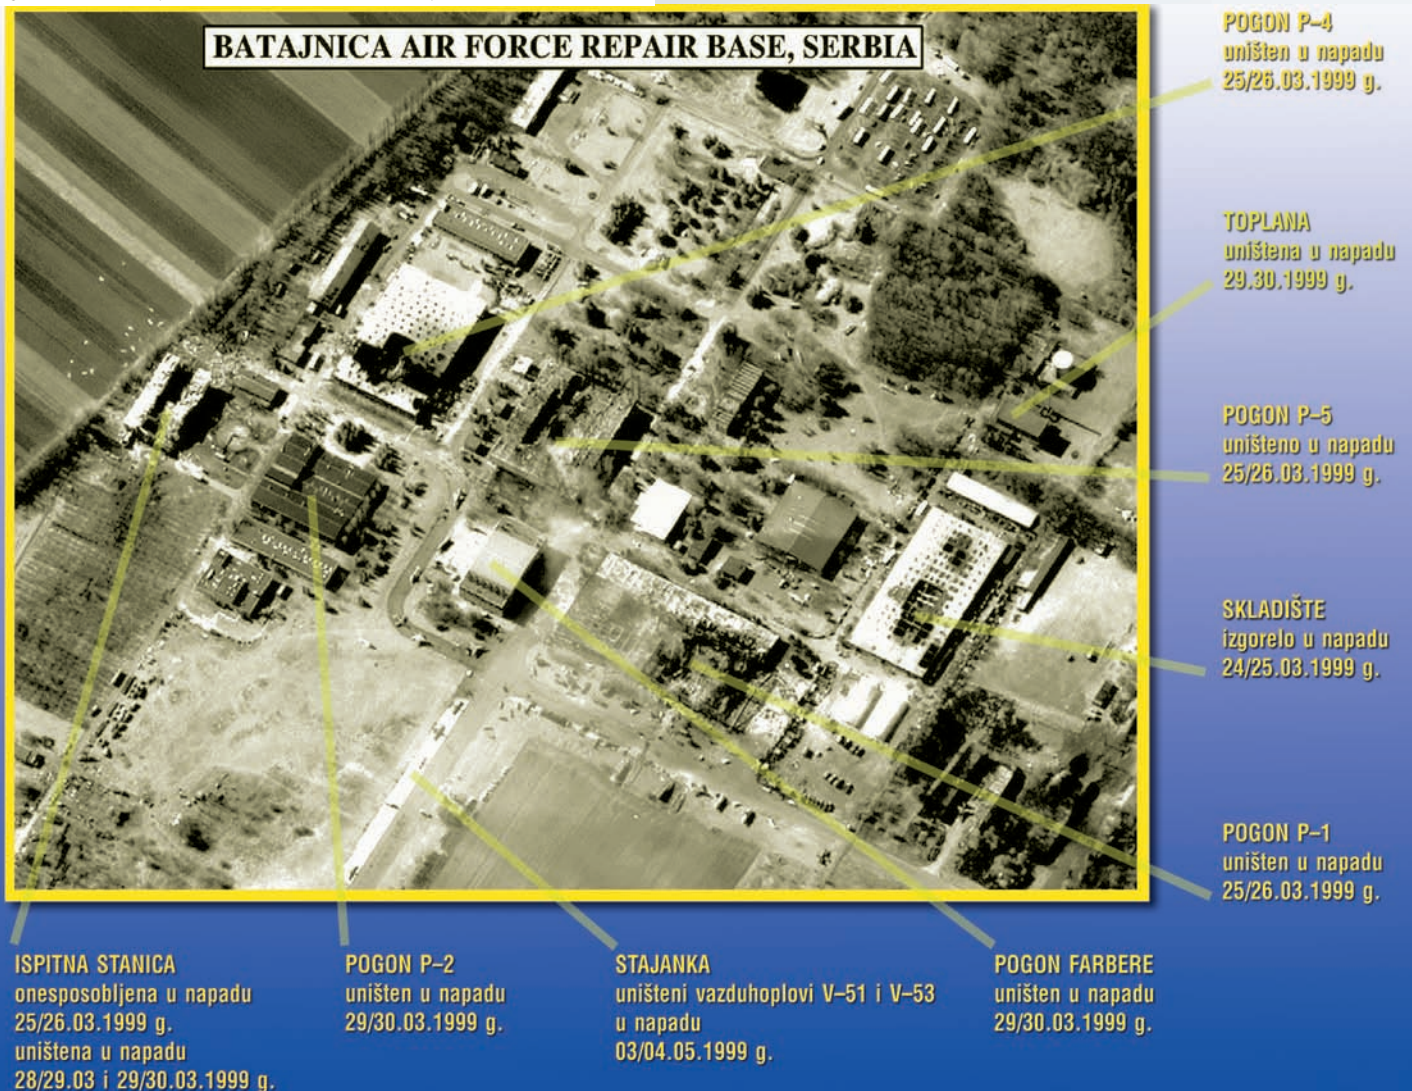 BATAJNICA AIR FORCE REPAIR BASE, SERBIA
POGON P–4
uništen u napadu
25/26.03.1999 g.
TOPLANA
uništena u napadu
29.30.1999 g.
POGON P–5
uništeno u napadu
25/26.03.1999 g.
SKLADIŠTE
izgorelo u napadu
24/25.03.1999 g.
POGON P–1
uništen u napadu
25/26.03.1999 g.
ISPITNA STANICA
onesposobljena u napadu
25/26.03.1999 g.
uništena u napadu
28/29.03 i 29/30.03.1999 g.
POGON P–2
uništen u napadu
29/30.03.1999 g.
STAJANKA
uništeni vazduhoplovi V–51 i V–53
u napadu
03/04.05.1999 g.
POGON FARBERE
uništen u napadu
29/30.03.1999 g.